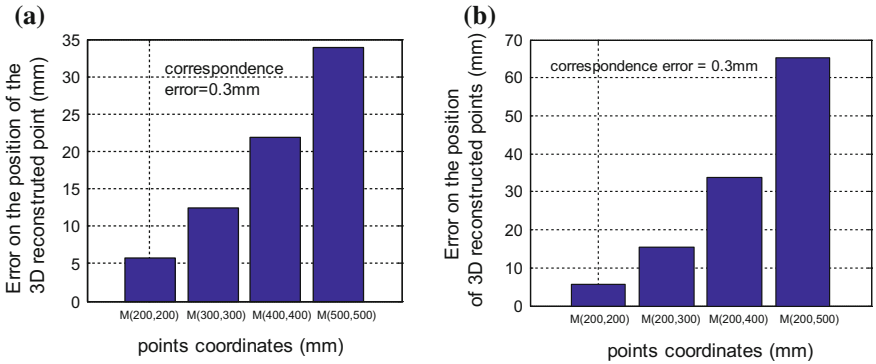 (a)
Error on the position of the
3D reconstruted point (mm)
35
30
25
20
15
10
5
0
correspondence
error=0.3mm
M(200,200) M(300,300) M(400,400) M(500,500)
points coordinates (mm)
(b)
Error on the position
of 3D reconstructed points (mm)
70
60
50
40
30
20
10
0
correspondence error = 0.3mm
M(200,200) M(200,300) M(200,400) M(200,500)
points coordinates (mm)